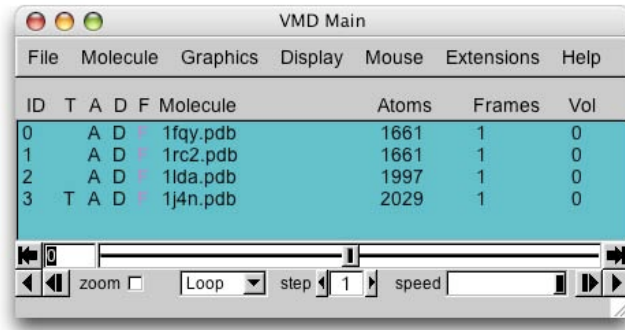 VMD Main
File Molecule Graphics Display Mouse Extensions Help
ID T A D F Molecule Atoms Frames Vol
0 A D F 1fqy.pdb 1661 1 0
1 A D F 1rc2.pdb 1661 1 0
2 A D F 1lda.pdb 1997 1 0
3 T A D F 1j4n.pdb 2029 1 0
0
zoom Loop step 1 speed